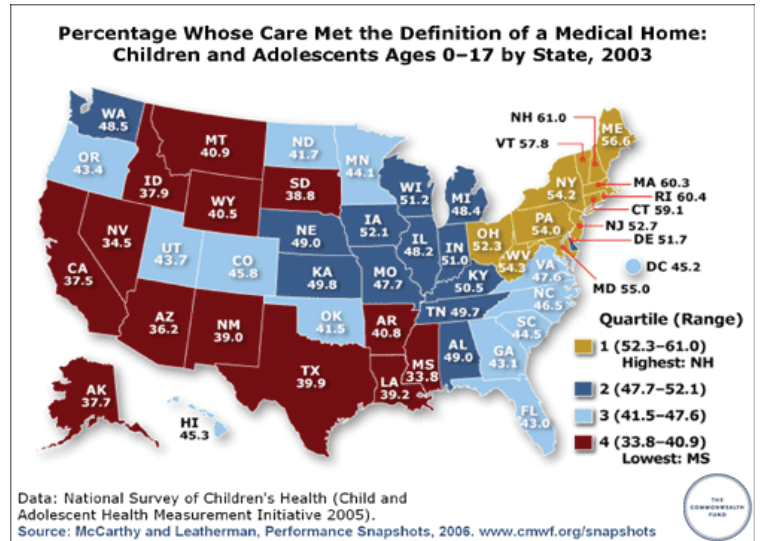 Percentage Whose Care Met the Definition of a Medical Home:
Children and Adolescents Ages 0–17 by State, 2003
WA
48.5
OR
43.4
CA
37.5
NV
34.5
ID
37.9
MT
40.9
WY
40.5
UT
43.7
CO
45.8
AZ
36.2
NM
39.0
ND
41.7
SD
38.8
NE
49.0
KA
49.8
OK
41.5
TX
39.9
MN
44.1
IA
52.1
MO
47.7
AR
40.8
LA
39.2
WI
51.2
IL
48.2
MI
48.4
IN
51.0
OH
52.3
KY
50.5
TN 49.7
MS
33.8
AL
49.0
GA
43.1
FL
43.0
SC
44.5
NC
46.5
VA
47.6
WV
54.3
PA
54.0
NY
54.2
ME
56.6
NH 61.0
VT 57.8
MA 60.3
RI 60.4
CT 59.1
NJ 52.7
DE 51.7
DC 45.2
MD 55.0
AK
37.7
HI
45.3
Quartile (Range)
1 (52.3–61.0)
Highest: NH
2 (47.7–52.1)
3 (41.5–47.6)
4 (33.8–40.9)
Lowest: MS
Data: National Survey of Children's Health (Child and
Adolescent Health Measurement Initiative 2005).
Source: McCarthy and Leatherman, Performance Snapshots, 2006. www.cmwf.org/snapshots
THE
COMMONWEALTH
FUND